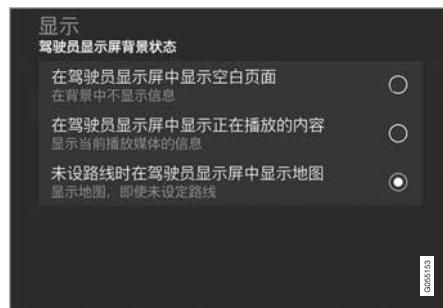 显示
驾驶员显示屏背景状态
在驾驶员显示屏中显示空白页面
在背景中不显示信息
在驾驶员显示屏中显示正在播放的内容
显示当前播放媒体的信息
未设路线时在驾驶员显示屏中显示地图
显示地图，即使未设定路线
G055153